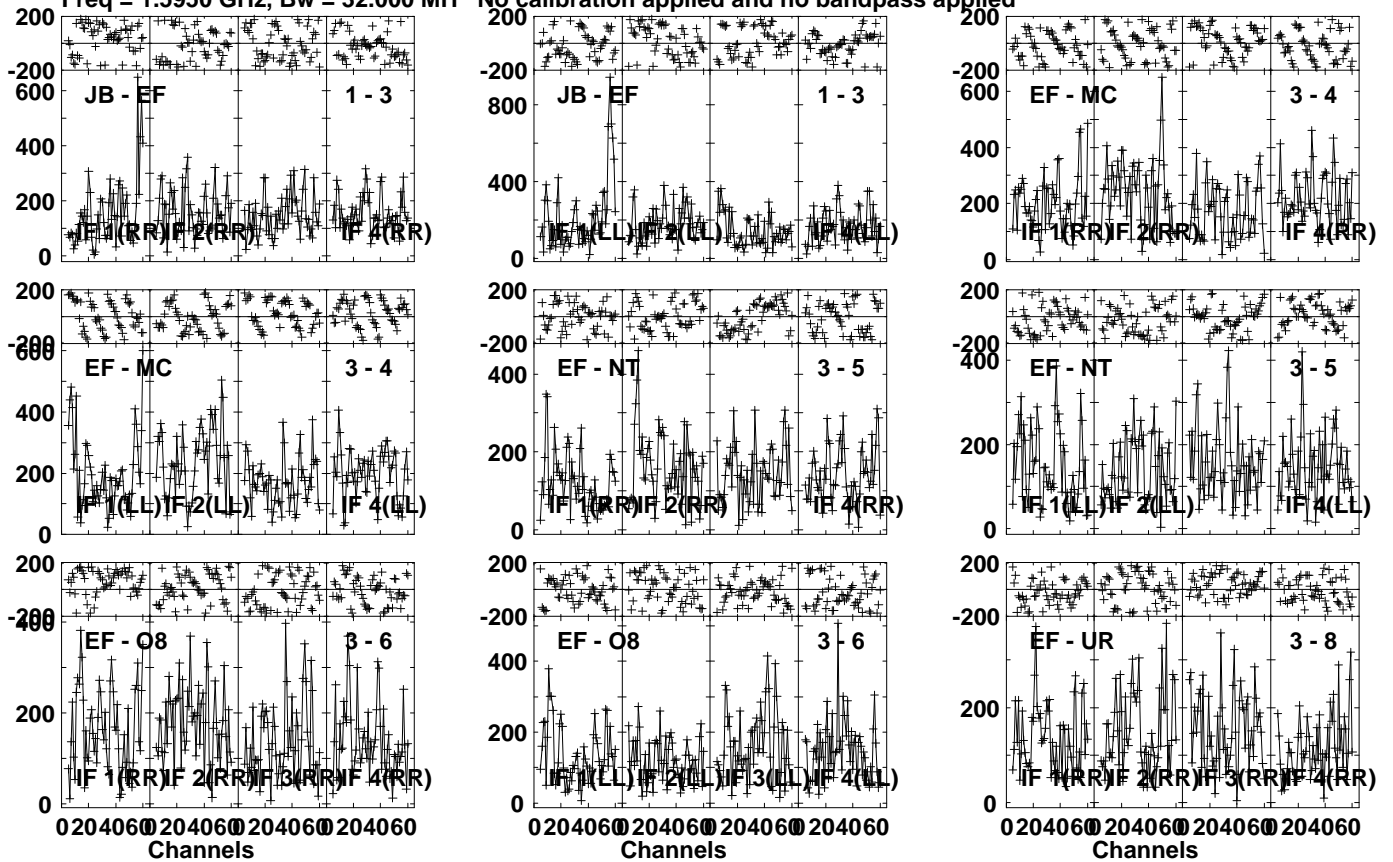 Freq = 1.5950 GHz, Bw = 32.000 MH No calibration applied and no bandpass applied
200
-200
600
400
200
0
JB - EF 1 - 3
IF 1(RR) IF 2(RR) IF 4(RR)
200
-200
800
400
0
JB - EF 1 - 3
IF 1(LL) IF 2(LL) IF 4(LL)
200
-200
600
400
200
0
EF - MC 3 - 4
IF 1(RR) IF 2(RR) IF 4(RR)
200
-200
600
400
200
0
EF - MC 3 - 4
IF 1(LL) IF 2(LL) IF 4(LL)
200
-200
400
200
0
EF - NT 3 - 5
IF 1(RR) IF 2(RR) IF 4(RR)
200
-200
400
200
0
EF - NT 3 - 5
IF 1(LL) IF 2(LL) IF 4(LL)
200
-200
400
200
0
EF - O8 3 - 6
IF 1(RR) IF 2(RR) IF 3(RR) IF 4(RR)
0 20 40 60 0 20 40 60 0 20 40 60 0 20 40 60
Channels
200
-200
400
200
0
EF - O8 3 - 6
IF 1(LL) IF 2(LL) IF 3(LL) IF 4(LL)
0 20 40 60 0 20 40 60 0 20 40 60 0 20 40 60
Channels
200
-200
200
0
EF - UR 3 - 8
IF 1(RR) IF 2(RR) IF 3(RR) IF 4(RR)
0 20 40 60 0 20 40 60 0 20 40 60 0 20 40 60
Channels